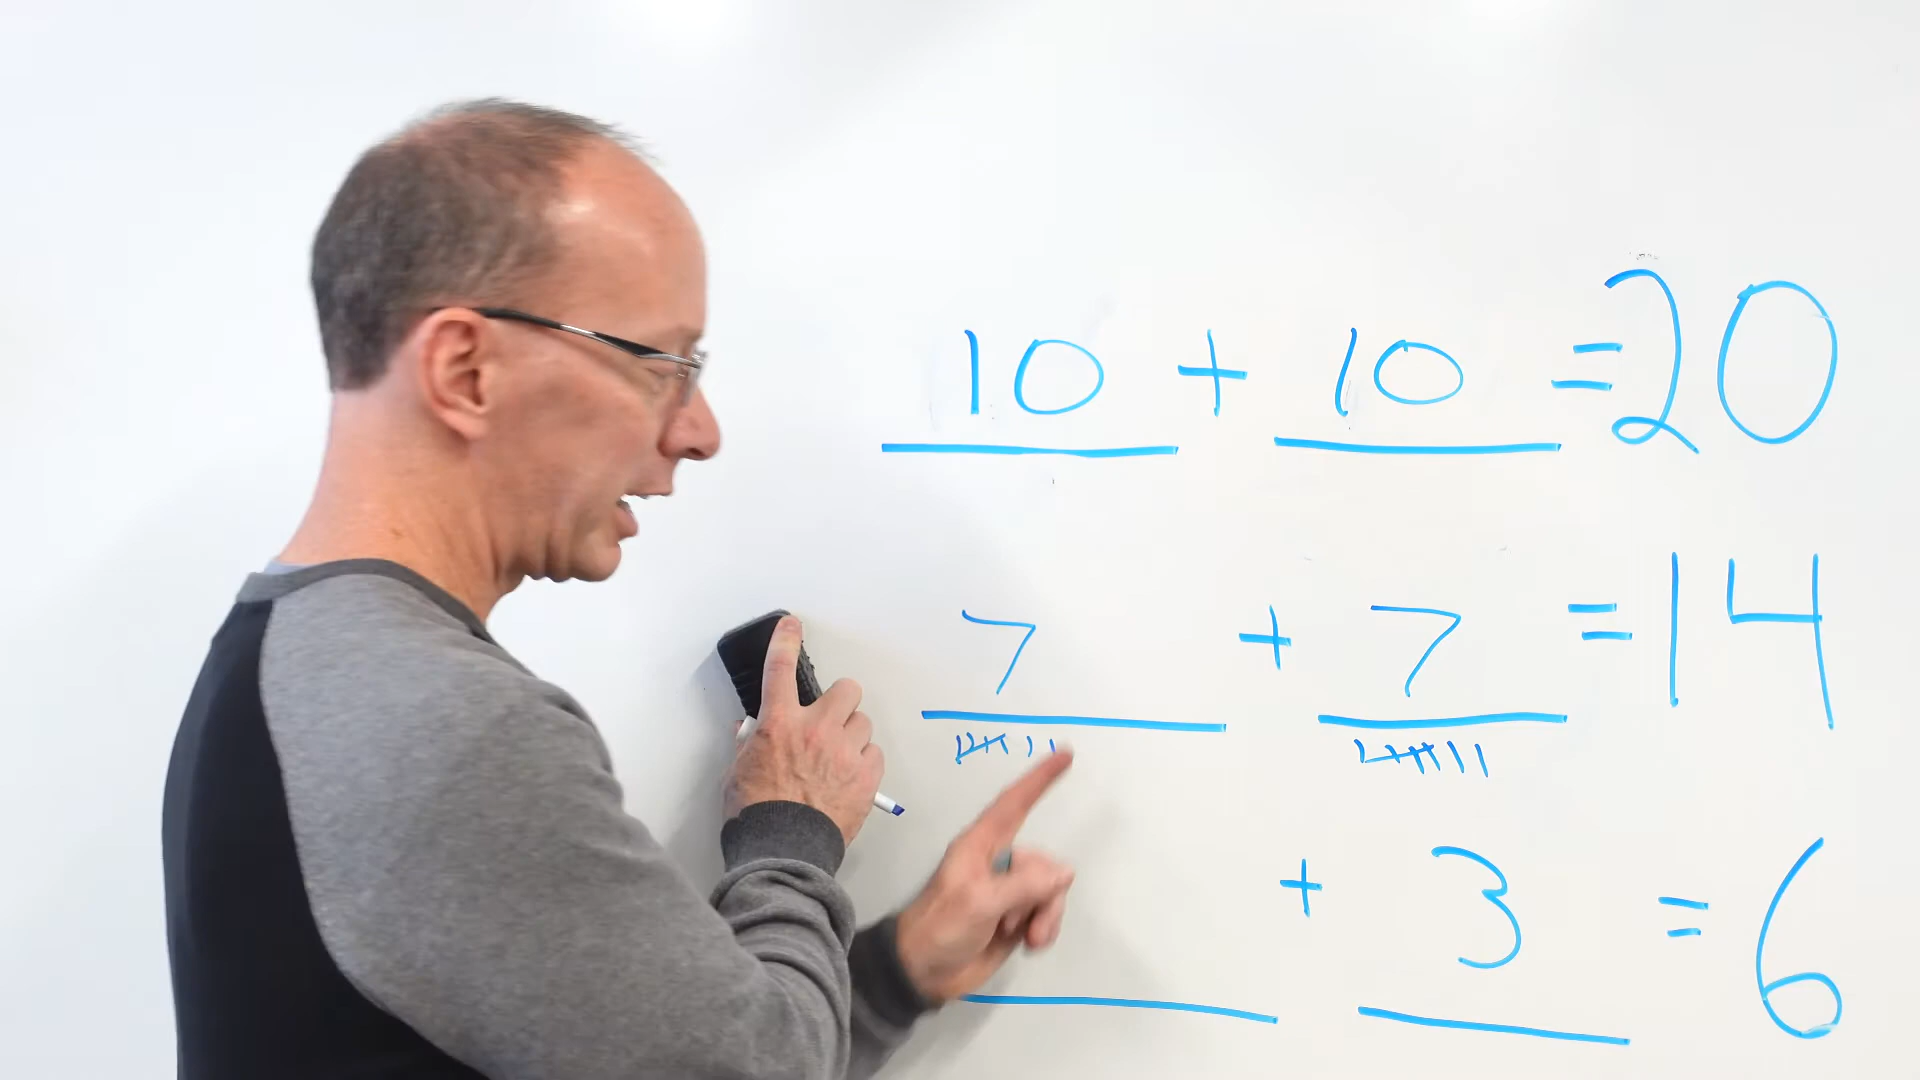 10 + 10 = 20
7 + 7 = 14
+ 3 = 6